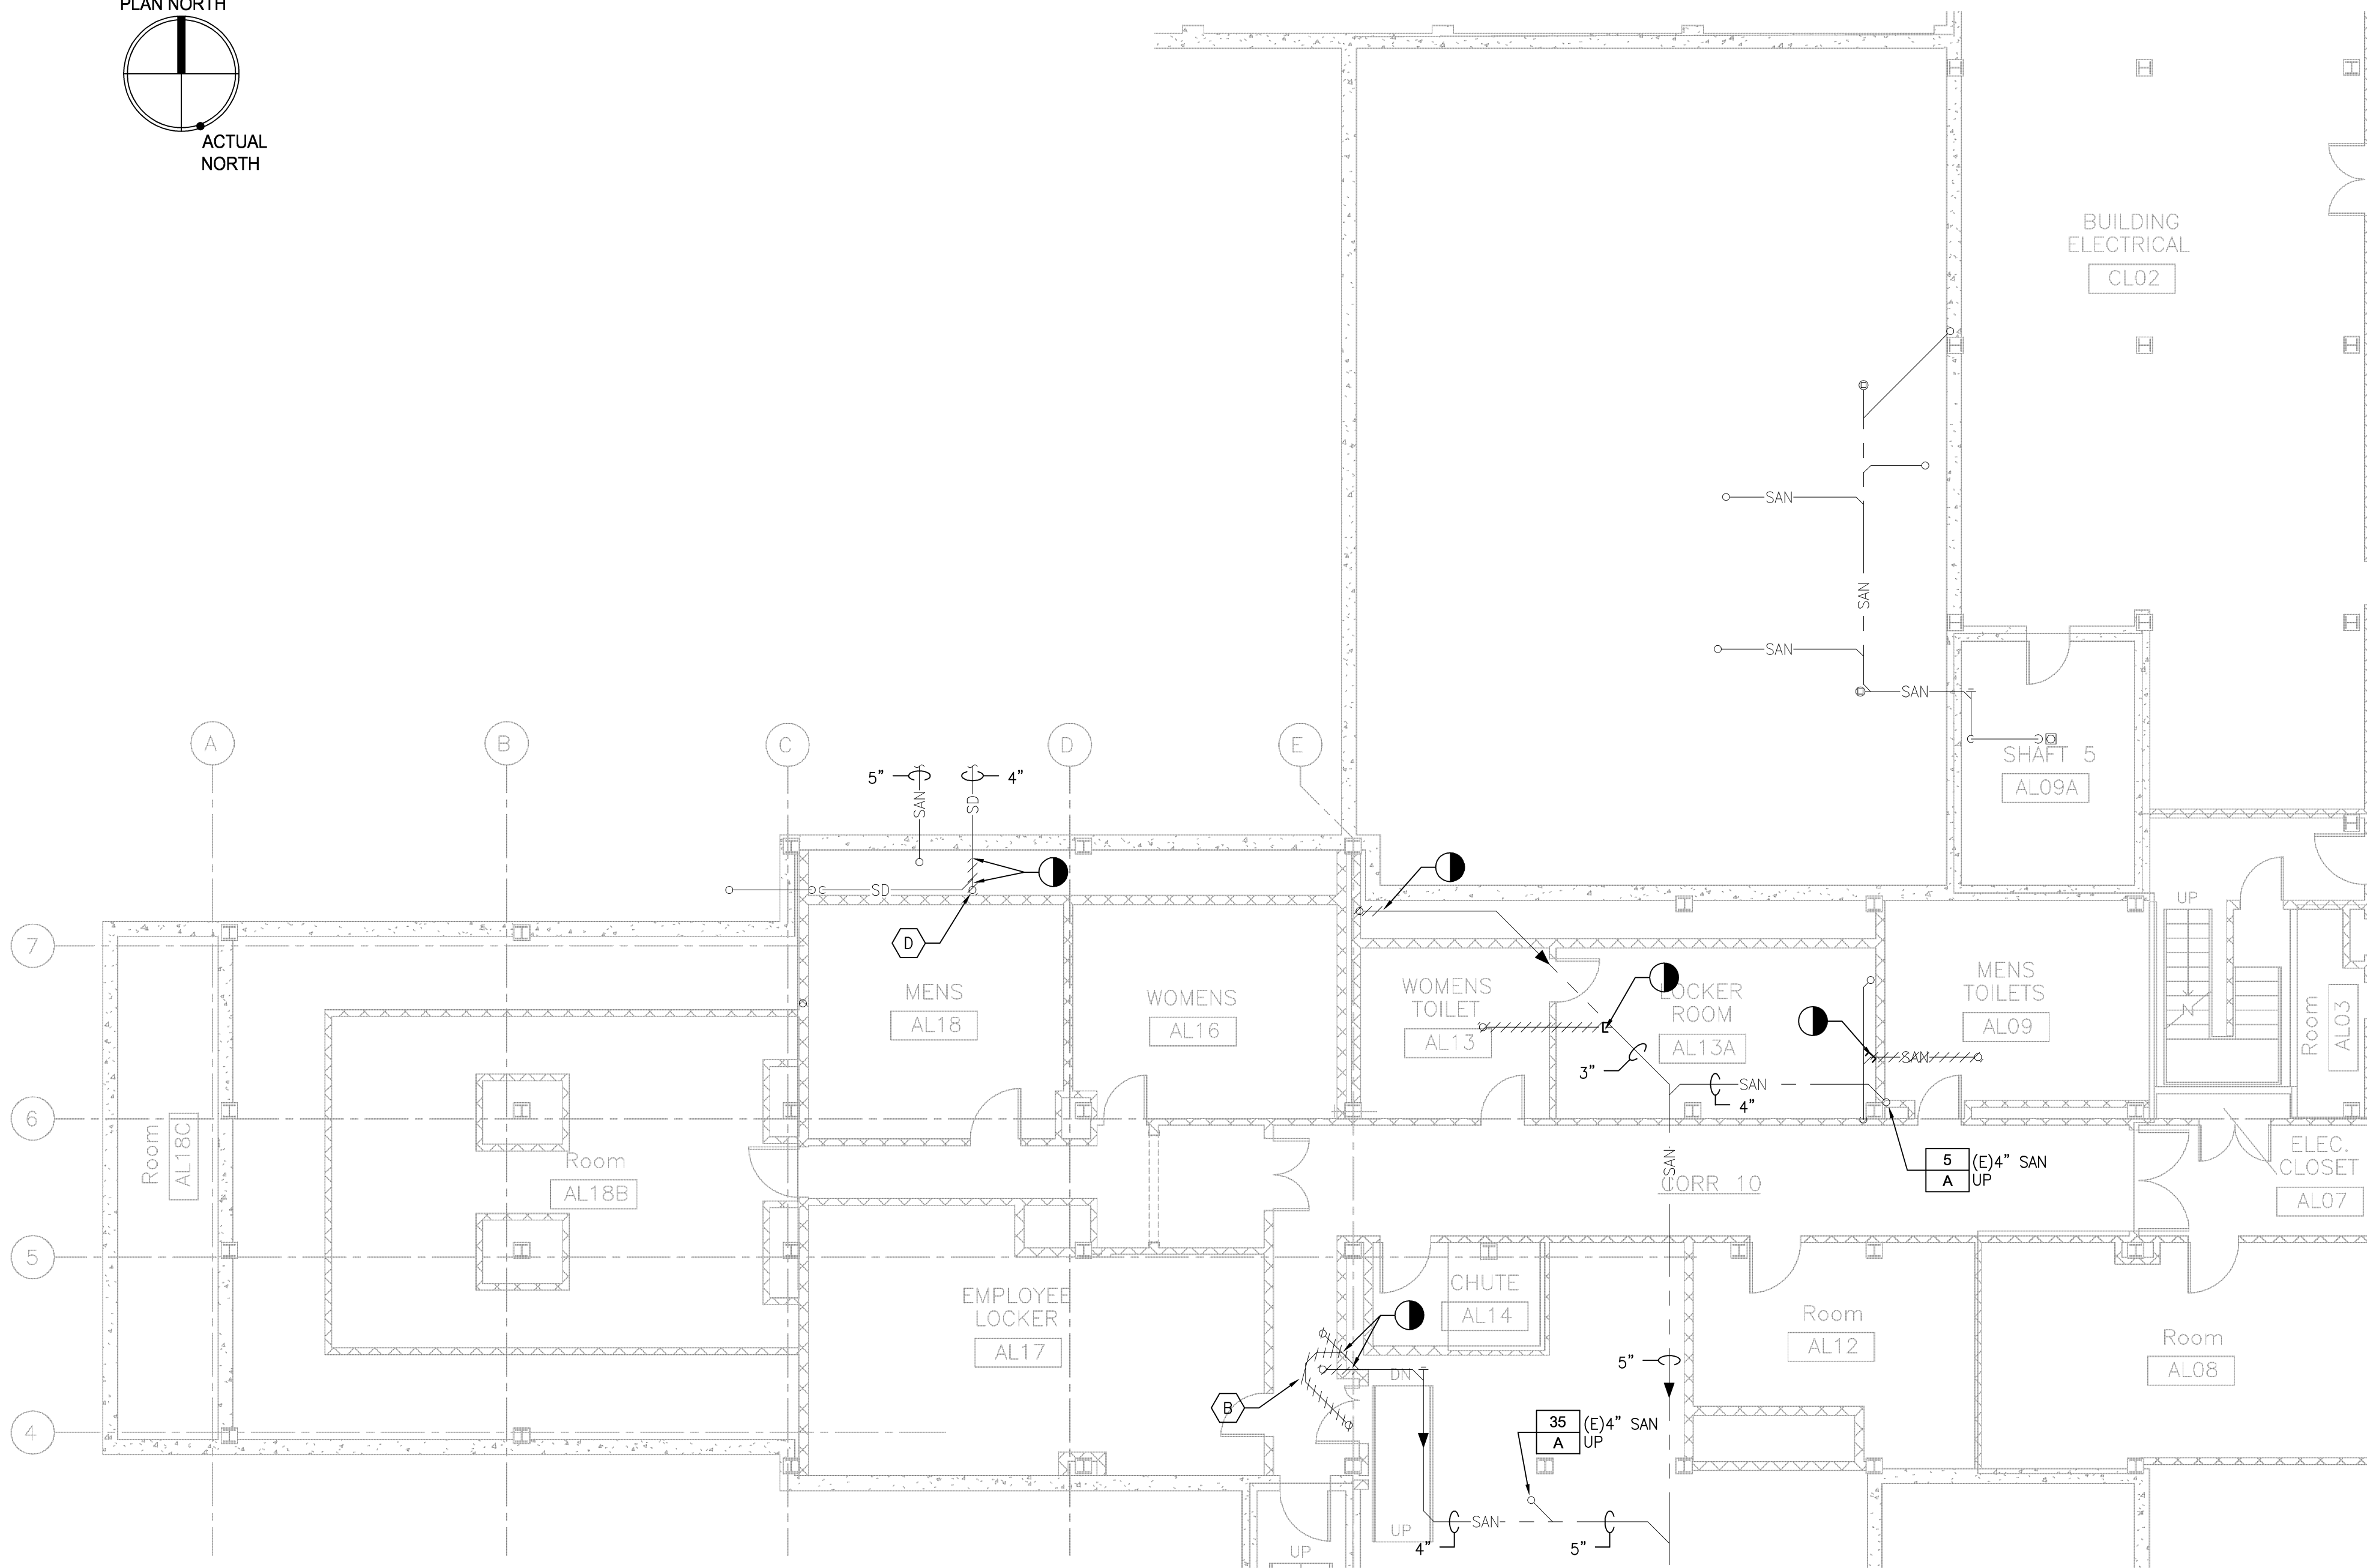 PLAN NORTH
ACTUAL
NORTH
BUILDING
ELECTRICAL
CL02
SAN
SAN
SAN
SAN
SHAFT 5
AL09A
A
B
C
D
E
5"
4"
SAN
SD
SD
D
7
6
5
4
UP
MENS
AL18
WOMENS
AL16
WOMENS
TOILET
AL13
LOCKER
ROOM
AL13A
MENS
TOILETS
AL09
Room
AL03
SAN
3"
SAN
4"
Room
AL18C
Room
AL18B
SAN
CORR 10
5
A
(E)4" SAN
UP
ELEC.
CLOSET
AL07
EMPLOYEE
LOCKER
AL17
CHUTE
AL14
Room
AL12
Room
AL08
DN
5"
B
35
A
(E)4" SAN
UP
SAN
UP
4"
5"
UP